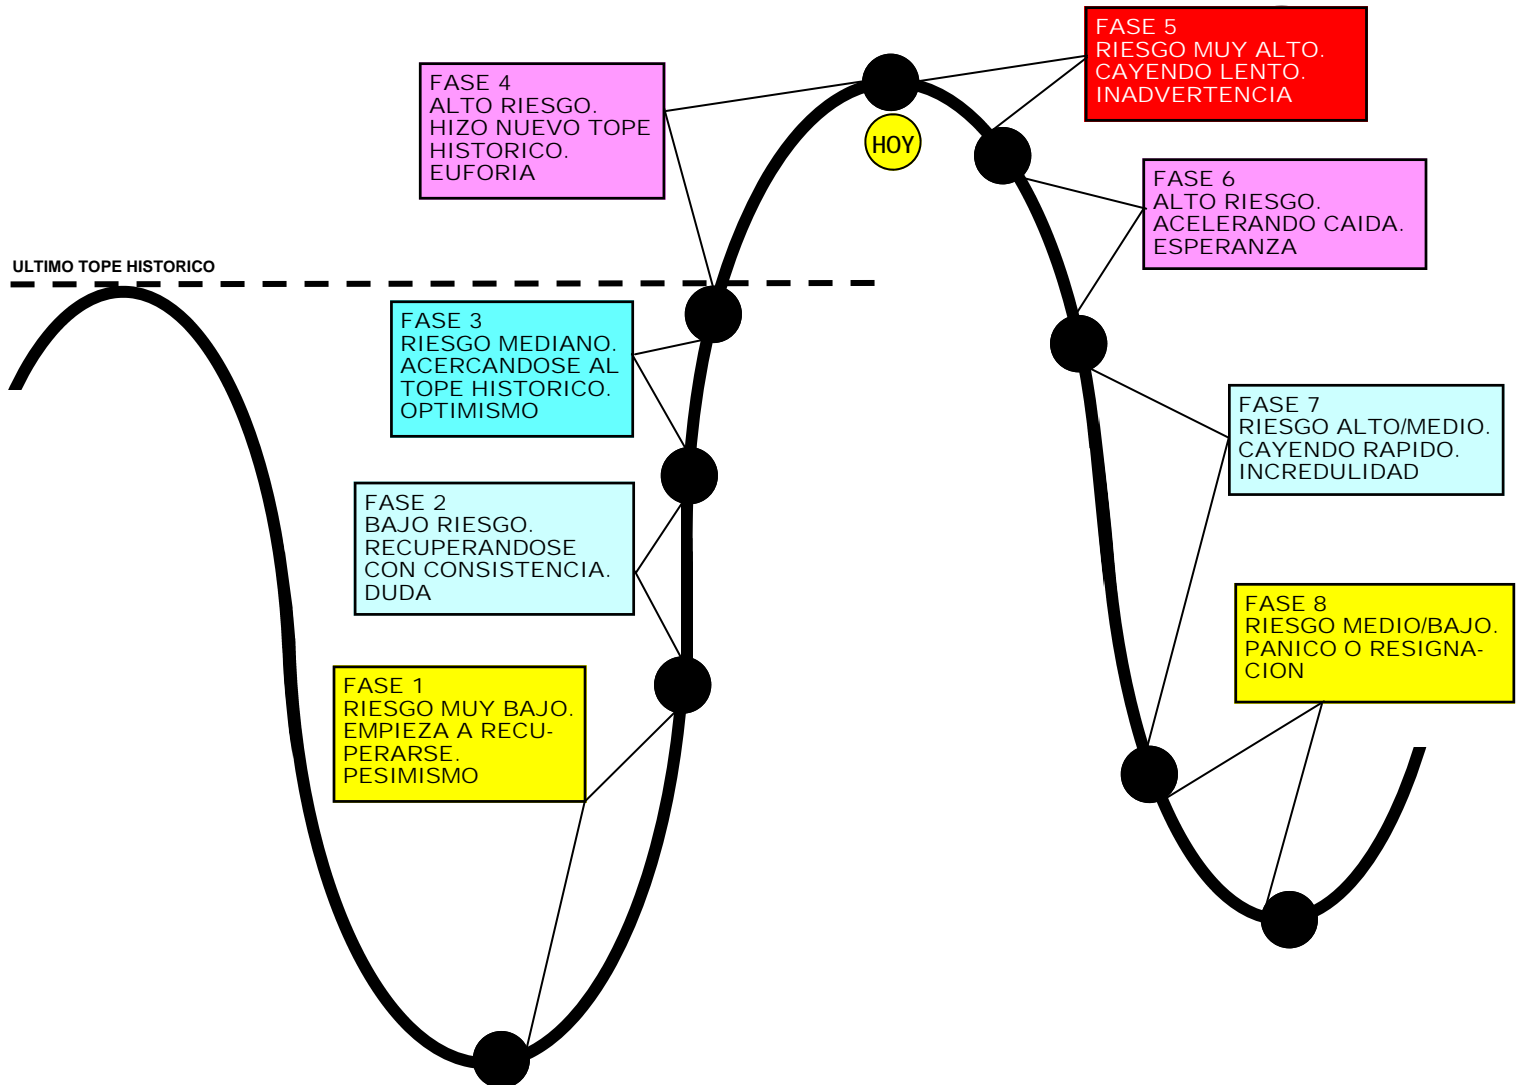 FASE 5
RIESGO MUY ALTO.
CAYENDO LENTO.
INADVERTENCIA
FASE 4
ALTO RIESGO.
HIZO NUEVO TOPE
HISTORICO.
EUFORIA
HOY
FASE 6
ALTO RIESGO.
ACELERANDO CAIDA.
ESPERANZA
ULTIMO TOPE HISTORICO
FASE 3
RIESGO MEDIANO.
ACERCANDOSE AL
TOPE HISTORICO.
OPTIMISMO
FASE 7
RIESGO ALTO/MEDIO.
CAYENDO RAPIDO.
INCREDULIDAD
FASE 2
BAJO RIESGO.
RECUPERANDOSE
CON CONSISTENCIA.
DUDA
FASE 8
RIESGO MEDIO/BAJO.
PANICO O RESIGNA-
CION
FASE 1
RIESGO MUY BAJO.
EMPIEZA A RECU-
PERARSE.
PESIMISMO